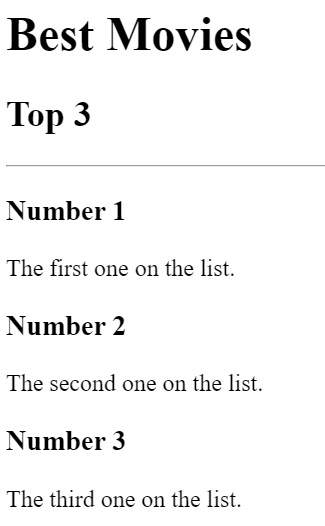 Best Movies
Top 3
Number 1
The first one on the list.
Number 2
The second one on the list.
Number 3
The third one on the list.